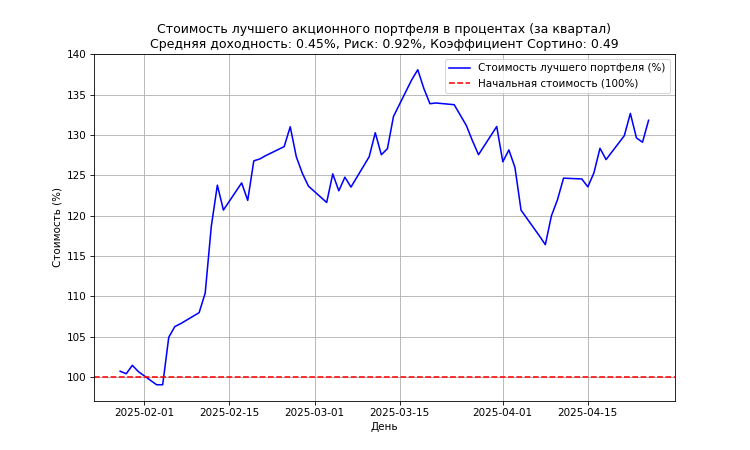 Стоимость лучшего акционного портфеля в процентах (за квартал)
Средняя доходность: 0.45%, Риск: 0.92%, Коэффициент Сортино: 0.49
Стоимость лучшего портфеля (%)
Начальная стоимость (100%)
Стоимость (%)
140
135
130
125
120
115
110
105
100
2025-02-01
2025-02-15
2025-03-01
2025-03-15
2025-04-01
2025-04-15
День